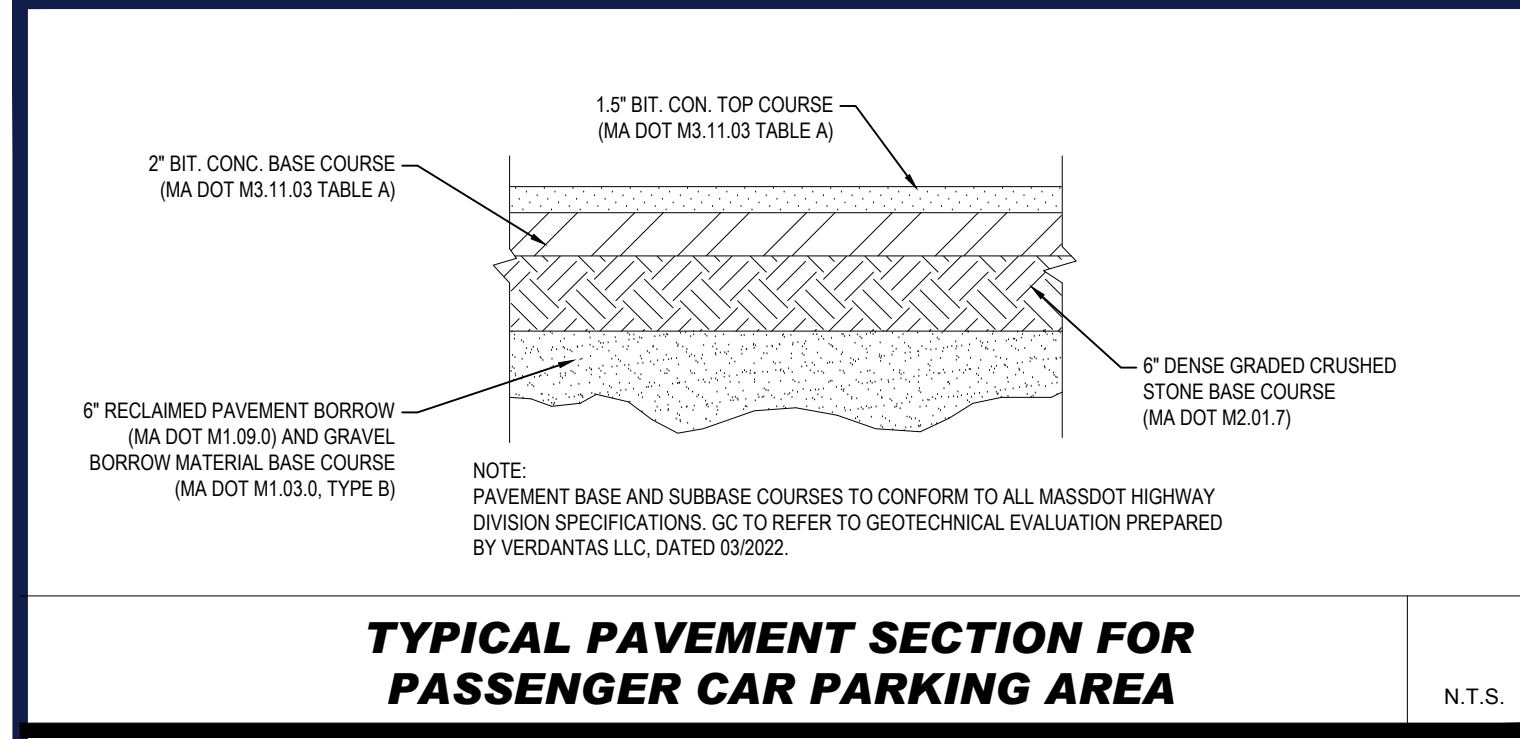 1.5" BIT. CON. TOP COURSE
(MA DOT M3.11.03 TABLE A)
2" BIT. CONC. BASE COURSE
(MA DOT M3.11.03 TABLE A)
6" DENSE GRADED CRUSHED
STONE BASE COURSE
(MA DOT M2.01.7)
6" RECLAIMED PAVEMENT BORROW
(MA DOT M1.09.0) AND GRAVEL
BORROW MATERIAL BASE COURSE
(MA DOT M1.03.0, TYPE B)
NOTE:
PAVEMENT BASE AND SUBBASE COURSES TO CONFORM TO ALL MASSDOT HIGHWAY
DIVISION SPECIFICATIONS. GC TO REFER TO GEOTECHNICAL EVALUATION PREPARED
BY VERDANTAS LLC, DATED 03/2022.
TYPICAL PAVEMENT SECTION FOR
PASSENGER CAR PARKING AREA
N.T.S.